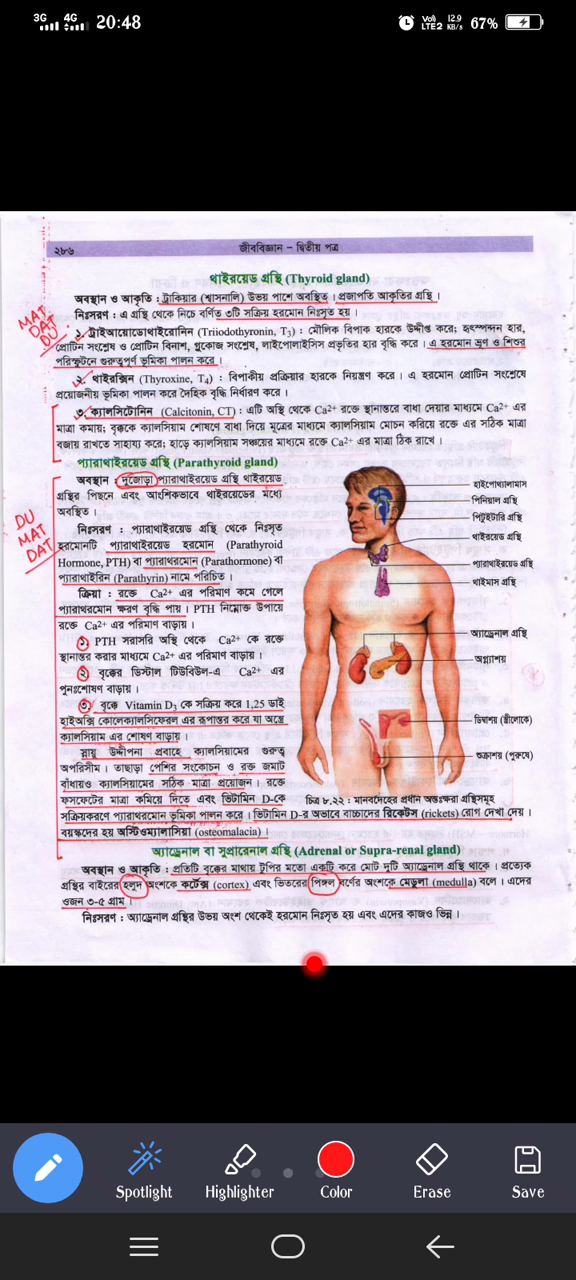 3G 4G 20:48 VoD LTE2 12.9 KB/s 67%
২৮৬ জীববিজ্ঞান – দ্বিতীয় পত্র
থাইরয়েড গ্রন্থি (Thyroid gland)
অবস্থান ও আকৃতি : ট্রাকিয়ার (শ্বাসনালি) উভয় পাশে অবস্থিত । প্রজাপতি আকৃতির গ্রন্থি ।
নিঃসরণ : এ গ্রন্থি থেকে নিচে বর্ণিত ৩টি সক্রিয় হরমোন নিঃসৃত হয় ।
MAT
DAT
DU
১. ট্রাইআয়োডোথাইরোনিন (Triiodothyronin, T₃) : মৌলিক বিপাক হারকে উদ্দীপ্ত করে; হৃৎস্পন্দন হার,
প্রোটিন সংশ্লেষ ও প্রোটিন বিনাশ, গ্লুকোজ সংশ্লেষ, লাইপোলাইসিস প্রভৃতির হার বৃদ্ধি করে । এ হরমোন ভ্রূণ ও শিশুর
পরিস্ফুটনে গুরুত্বপূর্ণ ভূমিকা পালন করে ।
২. থাইরক্সিন (Thyroxine, T₄) : বিপাকীয় প্রক্রিয়ার হারকে নিয়ন্ত্রণ করে । এ হরমোন প্রোটিন সংশ্লেষে
প্রয়োজনীয় ভূমিকা পালন করে দৈহিক বৃদ্ধি নির্ধারণ করে ।
৩. ক্যালসিটোনিন (Calcitonin, CT) : এটি অস্থি থেকে Ca²⁺ রক্তে স্থানান্তরে বাধা দেয়ার মাধ্যমে Ca²⁺ এর
মাত্রা কমায়; বৃক্ককে ক্যালসিয়াম শোষণে বাধা দিয়ে মূত্রের মাধ্যমে ক্যালসিয়াম মোচন করিয়ে রক্তে এর সঠিক মাত্রা
বজায় রাখতে সাহায্য করে; হাড়ে ক্যালসিয়াম সঞ্চয়ের মাধ্যমে রক্তে Ca²⁺ এর মাত্রা ঠিক রাখে ।
প্যারাথাইরয়েড গ্রন্থি (Parathyroid gland)
অবস্থান : দুজোড়া প্যারাথাইরয়েড গ্রন্থি থাইরয়েড
গ্রন্থির পিছনে এবং আংশিকভাবে থাইরয়েডের মধ্যে
অবস্থিত ।
DU
MAT
DAT
নিঃসরণ : প্যারাথাইরয়েড গ্রন্থি থেকে নিঃসৃত
হরমোনটি প্যারাথাইরয়েড হরমোন (Parathyroid
Hormone, PTH) বা প্যারাথরমোন (Parathormone) বা
প্যারাথাইরিন (Parathyrin) নামে পরিচিত ।
ক্রিয়া : রক্তে Ca²⁺ এর পরিমাণ কমে গেলে
প্যারাথরমোন ক্ষরণ বৃদ্ধি পায় । PTH নিম্নোক্ত উপায়ে
রক্তে Ca²⁺ এর পরিমাণ বাড়ায় ।
১) PTH সরাসরি অস্থি থেকে Ca²⁺ কে রক্তে
স্থানান্তর করার মাধ্যমে Ca²⁺ এর পরিমাণ বাড়ায় ।
২) বৃক্কের ডিস্টাল টিউবিউল-এ Ca²⁺ এর
পুনঃশোষণ বাড়ায় ।
৩) বৃক্কে Vitamin D₃ কে সক্রিয় করে 1,25 ডাই
হাইঅক্সি কোলেক্যালসিফেরল এর রূপান্তর করে যা অন্ত্রে
ক্যালসিয়াম এর শোষণ বাড়ায় ।
স্নায়ু উদ্দীপনা প্রবাহে ক্যালসিয়ামের গুরুত্ব
অপরিসীম । তাছাড়া পেশির সংকোচন ও রক্ত জমাট
বাঁধায়ও ক্যালসিয়ামের সঠিক মাত্রা প্রয়োজন । রক্তে
ফসফেটের মাত্রা কমিয়ে দিতে এবং ভিটামিন D-কে
সক্রিয়করণে প্যারাথরমোন ভূমিকা পালন করে । ভিটামিন D-র অভাবে বাচ্চাদের রিকেটস (rickets) রোগ দেখা দেয় ।
বয়স্কদের হয় অস্টিওম্যালাসিয়া (osteomalacia) ।
হাইপোথ্যালামাস
পিনিয়াল গ্রন্থি
পিটুইটারি গ্রন্থি
থাইরয়েড গ্রন্থি
প্যারাথাইরয়েড গ্রন্থি
থাইমাস গ্রন্থি
অ্যাড্রেনাল গ্রন্থি
অগ্ন্যাশয়
ডিম্বাশয় (স্ত্রীলোকে)
শুক্রাশয় (পুরুষে)
চিত্র ৮.২২ : মানবদেহের প্রধান অন্তঃক্ষরা গ্রন্থিসমূহ
অ্যাড্রেনাল বা সুপ্রারেনাল গ্রন্থি (Adrenal or Supra-renal gland)
অবস্থান ও আকৃতি : প্রতিটি বৃক্কের মাথায় টুপির মতো একটি করে মোট দুটি অ্যাড্রেনাল গ্রন্থি থাকে । প্রত্যেক
গ্রন্থির বাইরের হলুদ অংশকে কর্টেক্স (cortex) এবং ভিতরের পিঙ্গল বর্ণের অংশকে মেডুলা (medulla) বলে । এদের
ওজন ৩-৫ গ্রাম ।
নিঃসরণ : অ্যাড্রেনাল গ্রন্থির উভয় অংশ থেকেই হরমোন নিঃসৃত হয় এবং এদের কাজও ভিন্ন ।
Spotlight Highlighter Color Erase Save